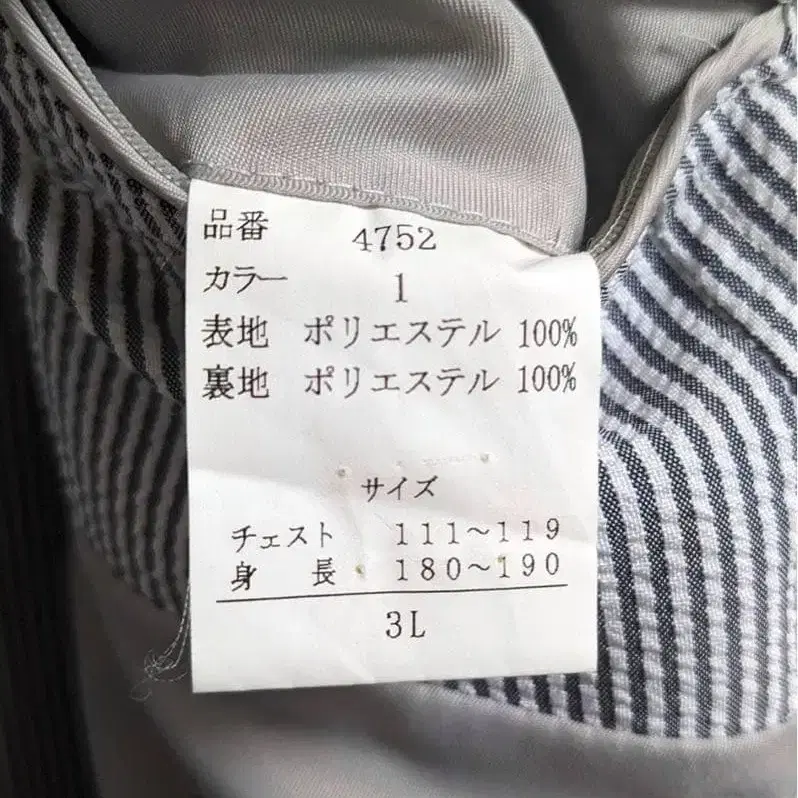 品番 4752
カラー 1
表地 ポリエステル 100%
裏地 ポリエステル 100%
サイズ
チェスト 111〜119
身長 180〜190
3L